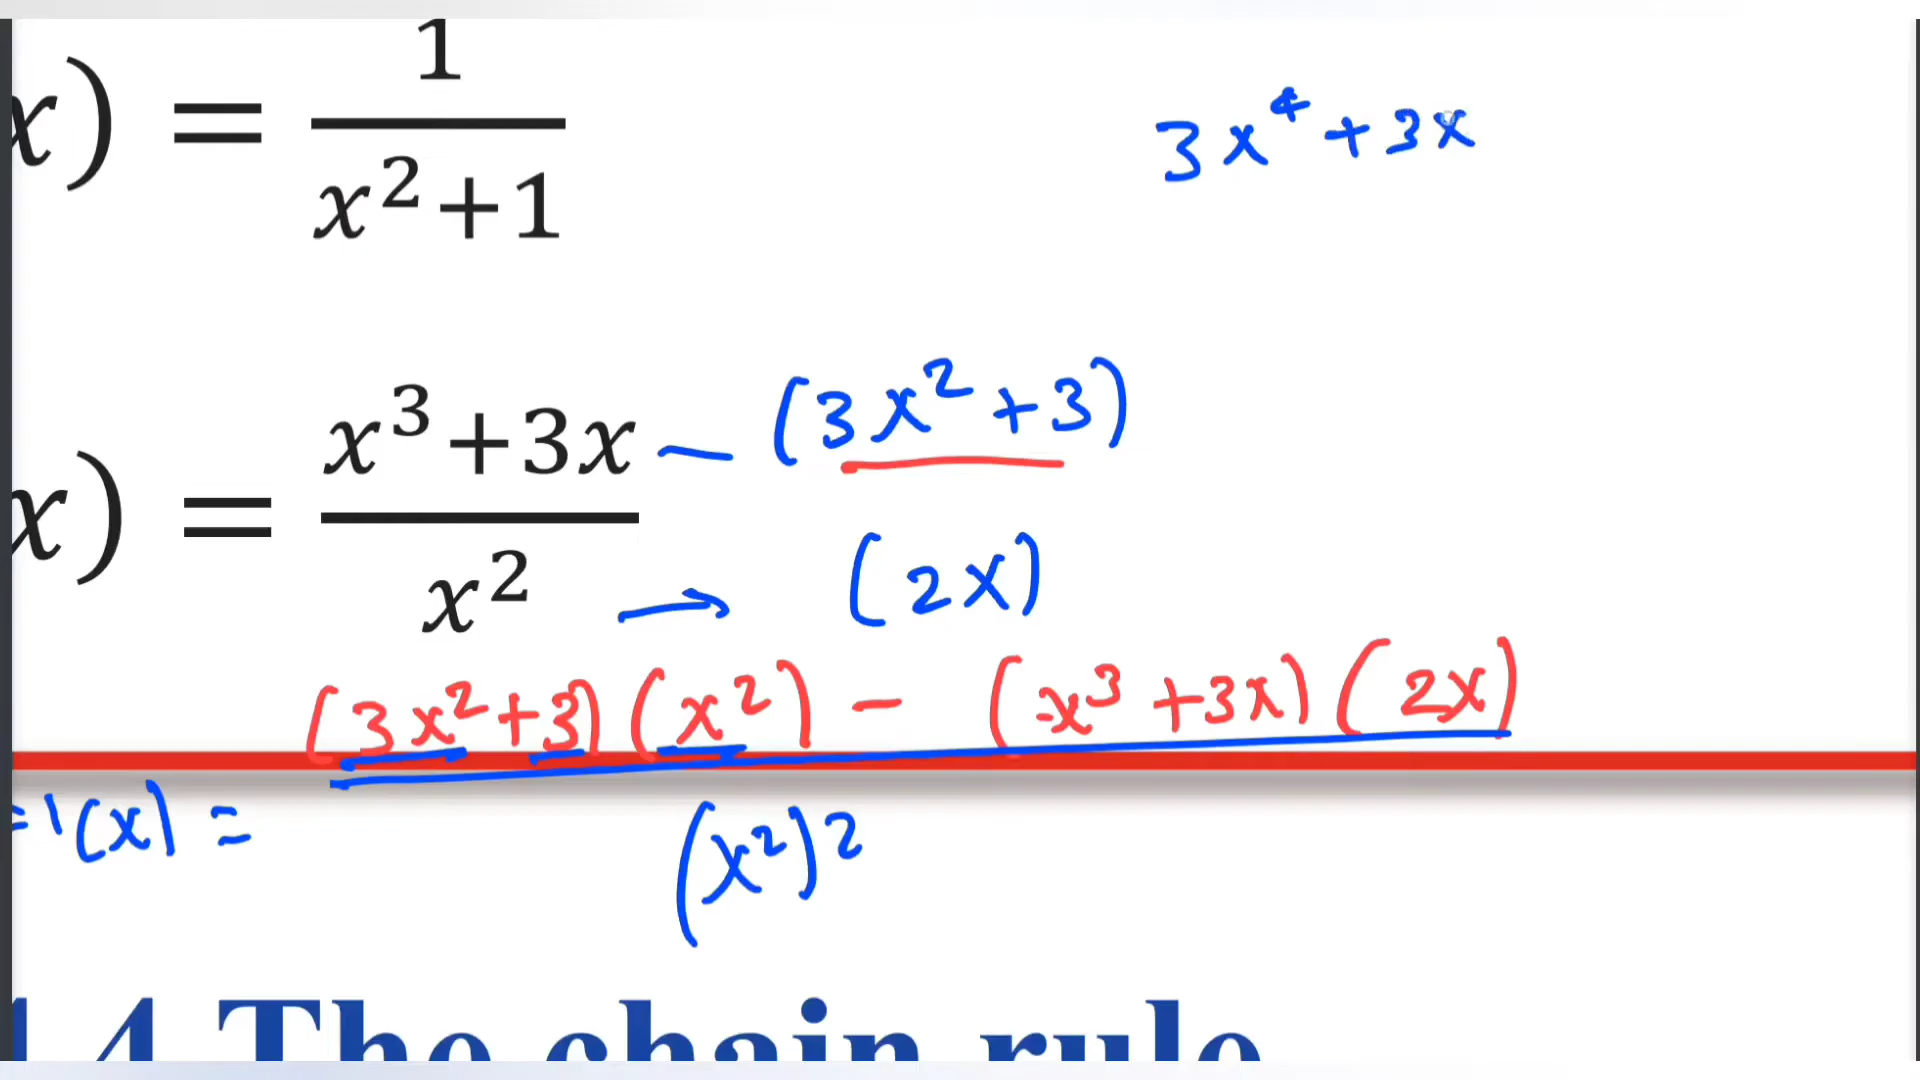 x) = 1/(x²+1)
3x⁴ + 3x
x) = (x³+3x)/x² — (3x² + 3)
→ (2x)
(3x²+3)(x²) - (x³ + 3x)(2x)
'(x) =
(x²)²
4 The chain rule